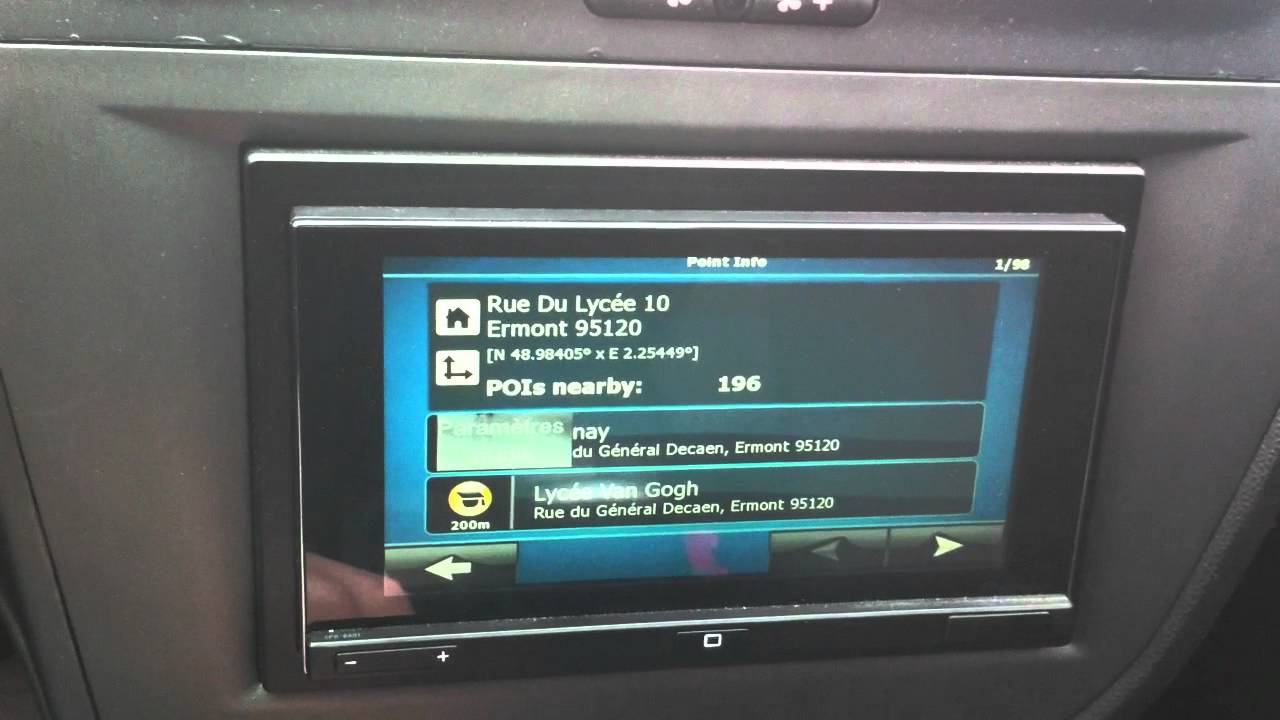 Point Info
1/98
Rue Du Lycée 10
Ermont 95120
[N 48.98405° x E 2.25449°]
POIs nearby: 196
Paramètres
nay
du Général Decaen, Ermont 95120
Lycée Van Gogh
Rue du Général Decaen, Ermont 95120
200m
- +